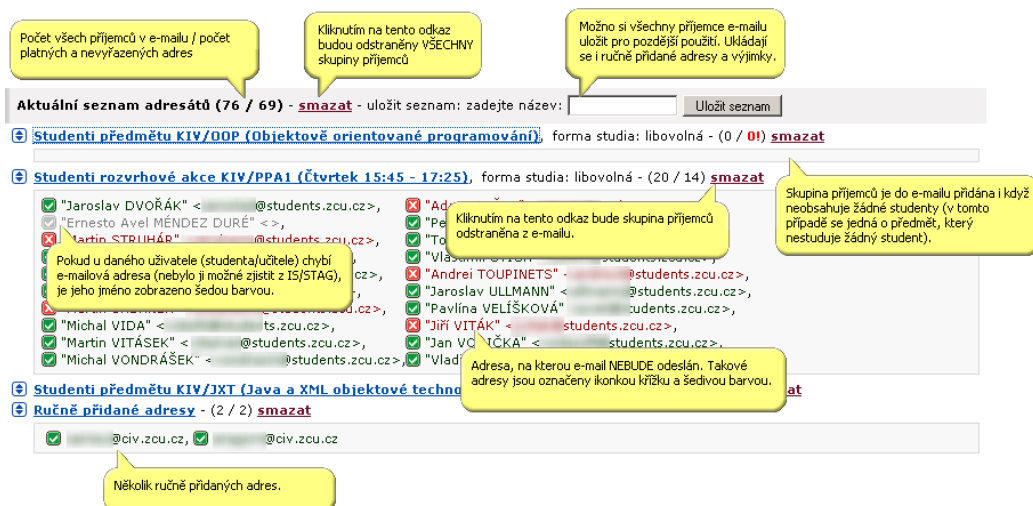 Počet všech příjemců v e-mailu / počet
platných a nevyřazených adres
Kliknutím na tento odkaz
budou odstraněny VŠECHNY
skupiny příjemců
Možno si všechny příjemce e-mailu
uložit pro pozdější použití. Ukládají
se i ručně přidané adresy a výjimky.
Aktuální seznam adresátů (76 / 69) - smazat - uložit seznam: zadejte název: Uložit seznam
Studenti předmětu KIV/OOP (Objektově orientované programování), forma studia: libovolná - (0 / 0!) smazat
Studenti rozvrhové akce KIV/PPA1 (Čtvrtek 15:45 - 17:25), forma studia: libovolná - (20 / 14) smazat
Skupina příjemců je do e-mailu přidána i když
neobsahuje žádné studenty (v tomto
případě se jedná o předmět, který
nestuduje žádný student).
"Jaroslav DVOŘÁK" < @students.zcu.cz>,
"Ernesto Avel MÉNDEZ DURÉ" < >,
"Martin STRUHÁR" @students.zcu.cz>,
Kliknutím na tento odkaz bude skupina příjemců
odstraněna z e-mailu.
Pokud u daného uživatele (studenta/učitele) chybí
e-mailová adresa (nebylo ji možné zjistit z IS/STAG),
je jeho jméno zobrazeno šedou barvou.
cz>, "Andrei TOUPINETS" @students.zcu.cz>,
"Jaroslav ULLMANN" < @students.zcu.cz>,
"Pavlína VELÍŠKOVÁ" udents.zcu.cz>,
"Michal VIDA" < ts.zcu.cz>, "Jiří VITÁK" < students.zcu.cz>,
"Martin VITÁSEK" < @students.zcu.cz>, "Jan students.zcu.cz>,
"Michal VONDRÁŠEK" < @students.zcu.cz>,
Adresa, na kterou e-mail NEBUDE odeslán. Takové
adresy jsou označeny ikonkou křížku a šedivou barvou.
Studenti předmětu KIV/JXT (Java a XML objektové
Ručně přidané adresy - (2 / 2) smazat
@civ.zcu.cz, @civ.zcu.cz
Několik ručně přidaných adres.